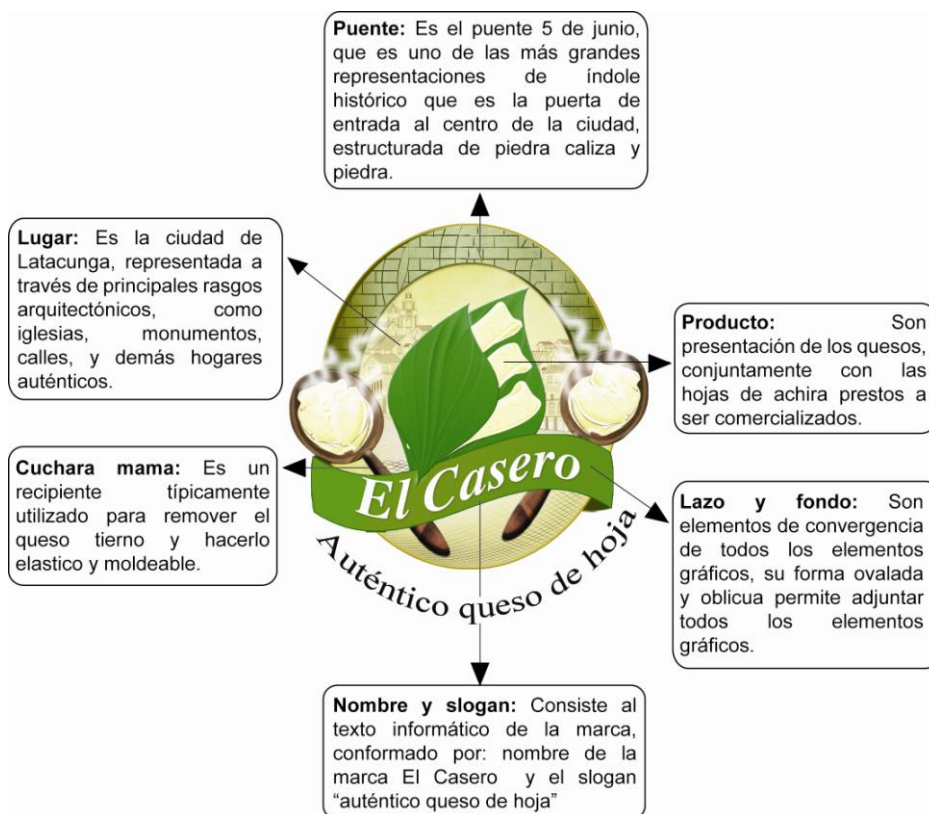 Puente: Es el puente 5 de junio,
que es uno de las más grandes
representaciones de índole
histórico que es la puerta de
entrada al centro de la ciudad,
estructurada de piedra caliza y
piedra.
Lugar: Es la ciudad de
Latacunga, representada a
través de principales rasgos
arquitectónicos, como
iglesias, monumentos,
calles, y demás hogares
auténticos.
Producto: Son
presentación de los quesos,
conjuntamente con las
hojas de achira prestos a
ser comercializados.
Cuchara mama: Es un
recipiente típicamente
utilizado para remover el
queso tierno y hacerlo
elastico y moldeable.
El Casero
Auténtico queso de hoja
Lazo y fondo: Son
elementos de convergencia
de todos los elementos
gráficos, su forma ovalada
y oblicua permite adjuntar
todos los elementos
gráficos.
Nombre y slogan: Consiste al
texto informático de la marca,
conformado por: nombre de la
marca El Casero y el slogan
“auténtico queso de hoja”